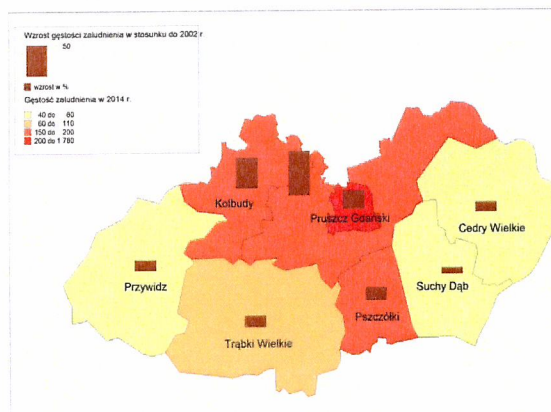 Wzrost gęstości zaludnienia w stosunku do 2002 r
50
wzrost w %
Gęstość zaludnienia w 2014 r.
40 do 60
60 do 110
150 do 200
200 do 1 780
Kolbudy
Pruszcz Gdański
Cedry Wielkie
Przywidz
Suchy Dąb
Pszczółki
Trąbki Wielkie